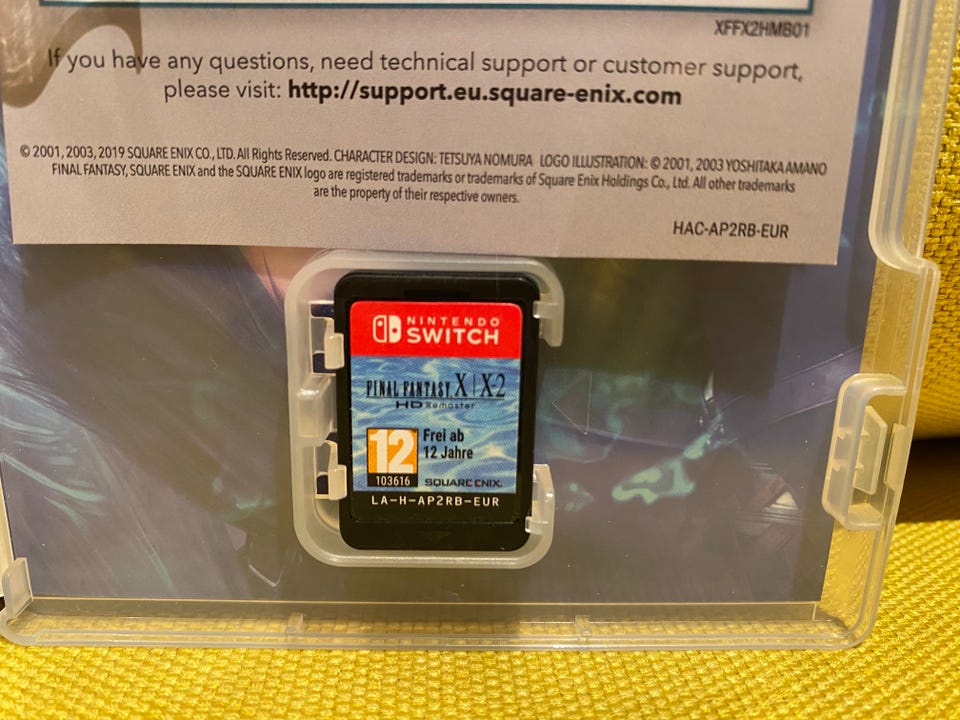 XFFX2HMB01
If you have any questions, need technical support or customer support,
please visit: http://support.eu.square-enix.com
© 2001, 2003, 2019 SQUARE ENIX CO., LTD. All Rights Reserved. CHARACTER DESIGN: TETSUYA NOMURA LOGO ILLUSTRATION: © 2001, 2003 YOSHITAKA AMANO
FINAL FANTASY, SQUARE ENIX and the SQUARE ENIX logo are registered trademarks or trademarks of Square Enix Holdings Co., Ltd. All other trademarks
are the property of their respective owners.
HAC-AP2RB-EUR
NINTENDO
SWITCH
FINAL FANTASY X|X-2
HD Remaster
12
Frei ab
12 Jahre
103616
SQUARE ENIX.
LA-H-AP2RB-EUR